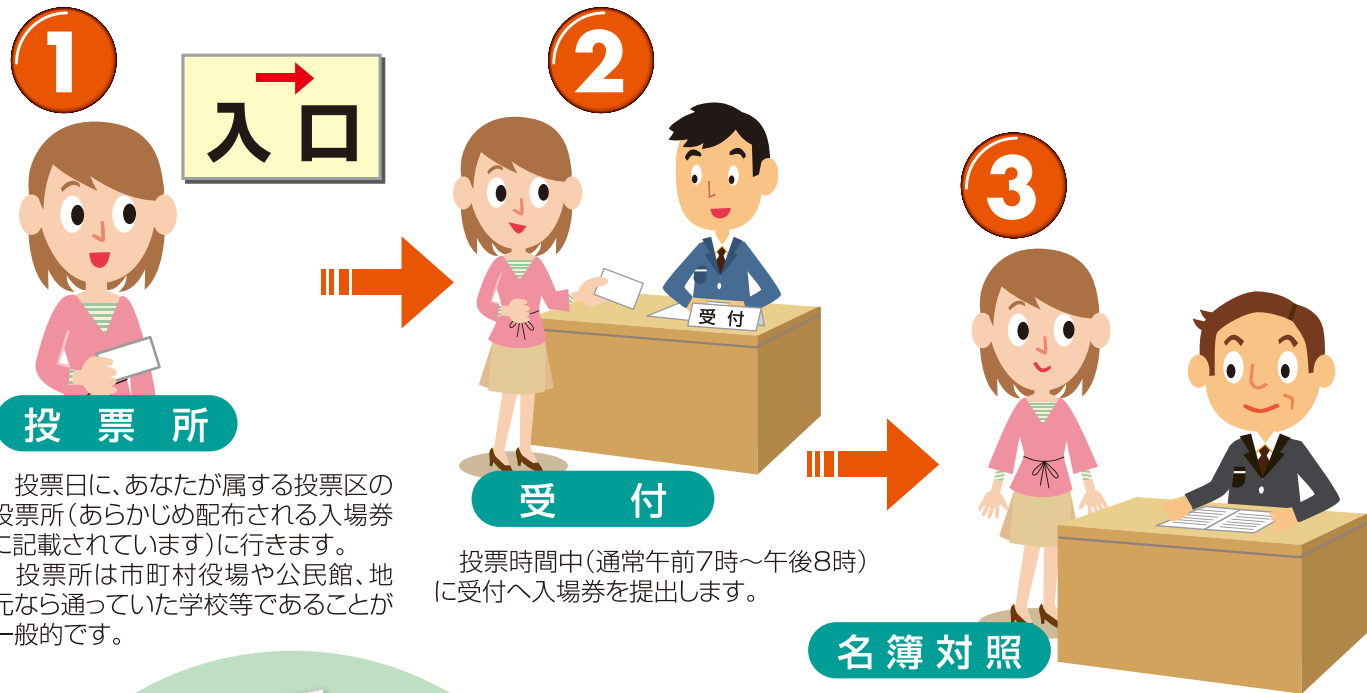 1
→
入口
投票所
投票日に、あなたが属する投票区の
投票所(あらかじめ配布される入場券
に記載されています)に行きます。
投票所は市町村役場や公民館、地
元なら通っていた学校等であることが
一般的です。
2
受付
受付
投票時間中(通常午前7時〜午後8時)
に受付へ入場券を提出します。
3
名簿対照